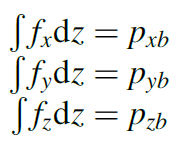 ∫f_x dz = p_xb
∫f_y dz = p_yb
∫f_z dz = p_zb